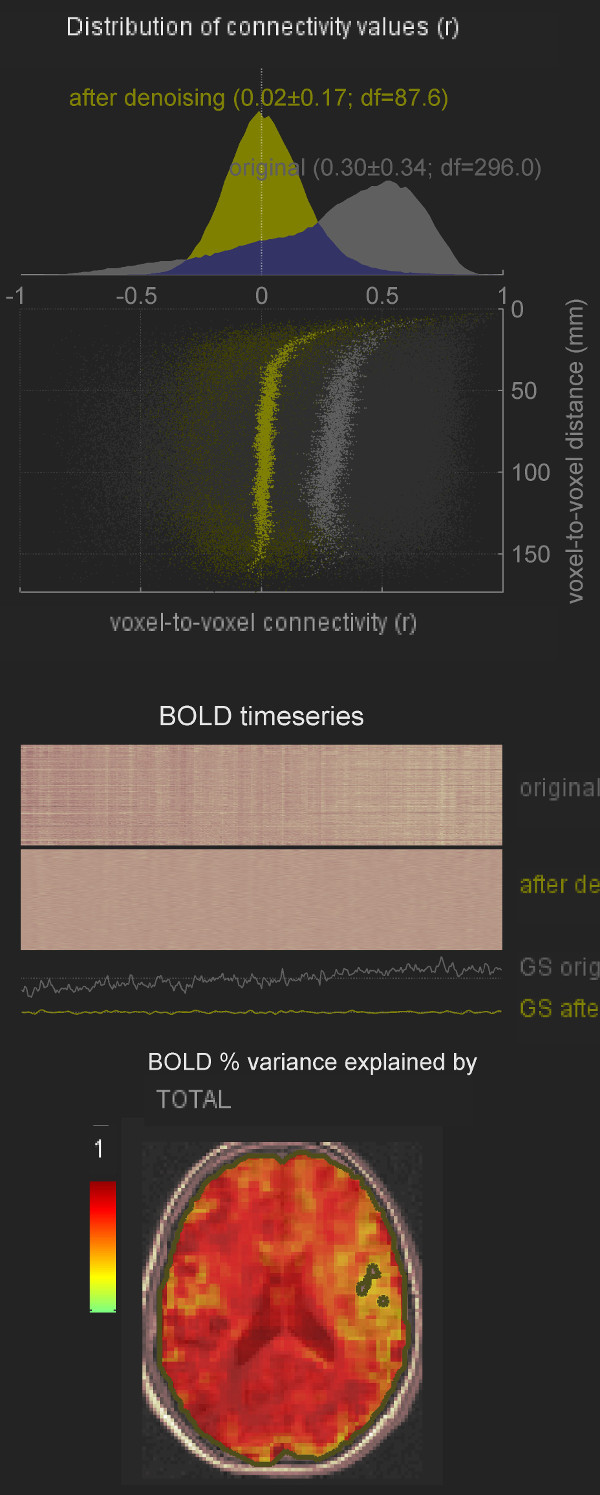 Distribution of connectivity values (r)
after denoising (0.02±0.17; df=87.6)
original (0.30±0.34; df=296.0)
-1 -0.5 0 0.5 1
0
50
100
150
voxel-to-voxel distance (mm)
voxel-to-voxel connectivity (r)
BOLD timeseries
original
after de
GS orig
GS afte
BOLD % variance explained by
TOTAL
1